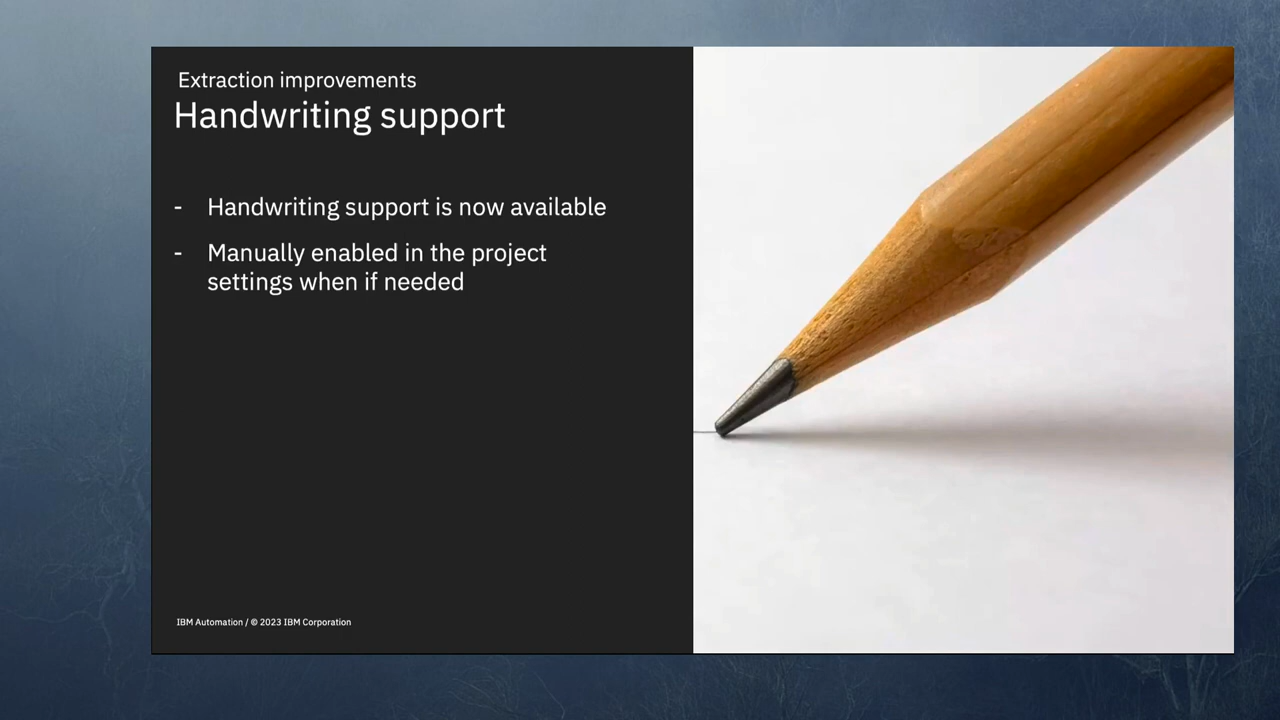 Extraction improvements
Handwriting support
- Handwriting support is now available
- Manually enabled in the project
settings when if needed
IBM Automation / © 2023 IBM Corporation